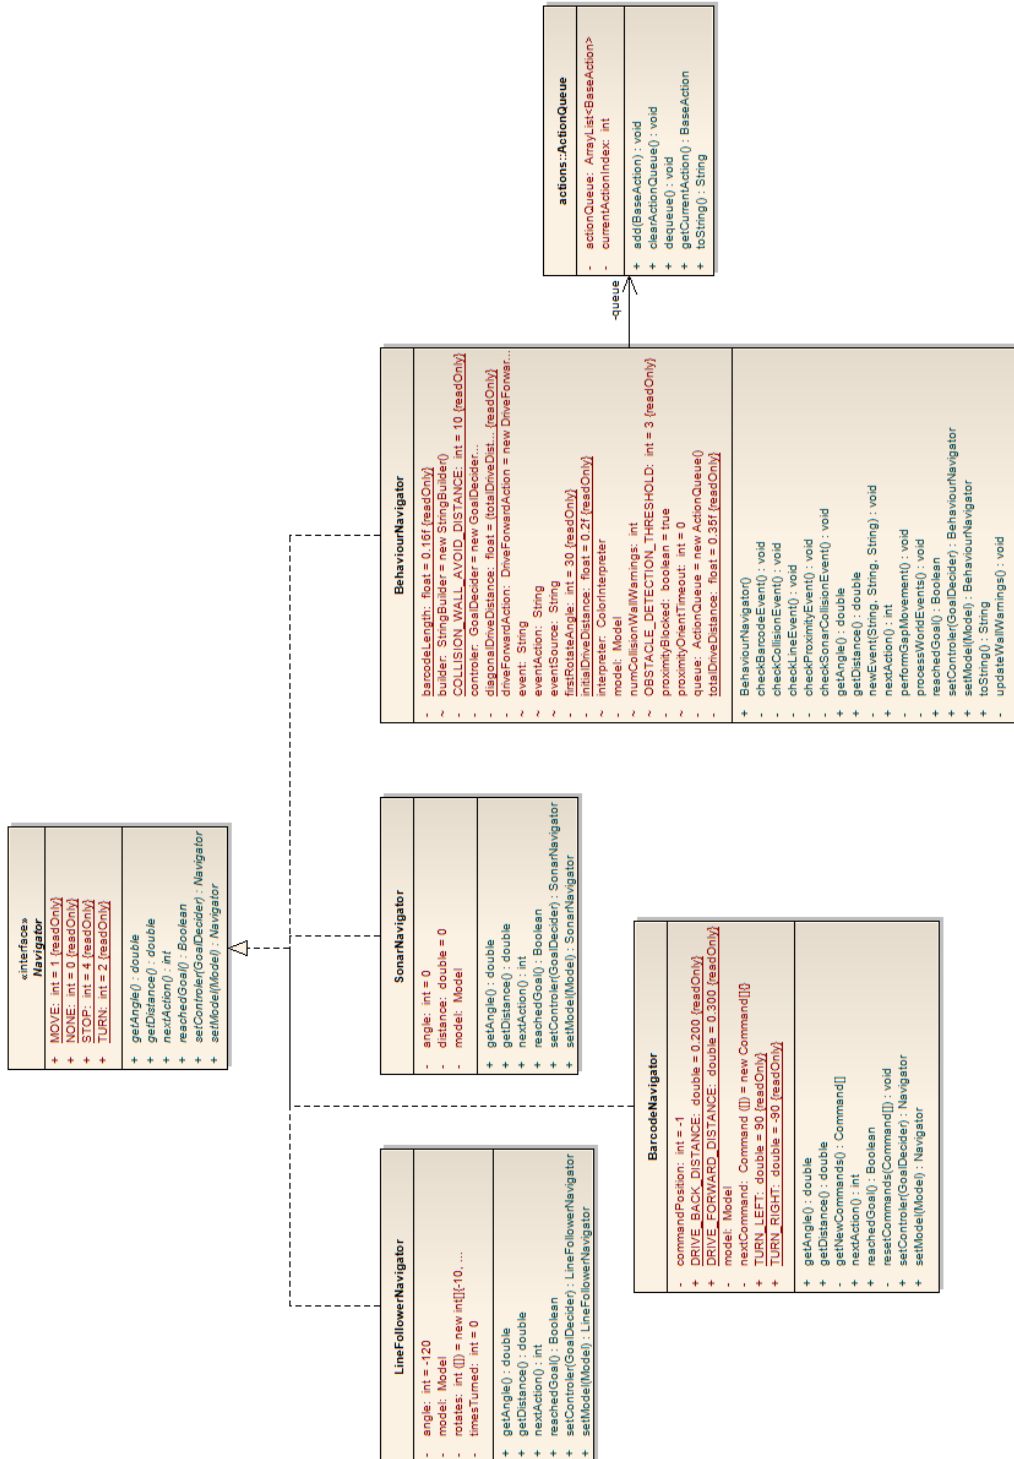 «interface»
Navigator
+ MOVE: int = 1 {readOnly}
+ NONE: int = 0 {readOnly}
+ STOP: int = 4 {readOnly}
+ TURN: int = 2 {readOnly}
+ getAngle() : double
+ getDistance() : double
+ nextAction() : int
+ reachedGoal() : Boolean
+ setControler(GoalDecider) : Navigator
+ setModel(Model) : Navigator
LineFollowerNavigator
- angle: int = -120
- model: Model
- rotates: int ([]) = new int[]{-10, ...
- timesTurned: int = 0
+ getAngle() : double
+ getDistance() : double
+ nextAction() : int
+ reachedGoal() : Boolean
+ setControler(GoalDecider) : LineFollowerNavigator
+ setModel(Model) : LineFollowerNavigator
SonarNavigator
- angle: int = 0
- distance: double = 0
- model: Model
+ getAngle() : double
+ getDistance() : double
+ nextAction() : int
+ reachedGoal() : Boolean
+ setControler(GoalDecider) : SonarNavigator
+ setModel(Model) : SonarNavigator
BehaviourNavigator
- barcodeLength: float = 0.16f {readOnly}
~ builder: StringBuilder = new StringBuilder()
- COLLISION_WALL_AVOID_DISTANCE: int = 10 {readOnly}
- controler: GoalDecider = new GoalDecider...
- diagonalDriveDistance: float = (totalDriveDist... {readOnly}
- driveForwardAction: DriveForwardAction = new DriveForwar...
~ event: String
~ eventAction: String
~ eventSource: String
- firstRotateAngle: int = 30 {readOnly}
- initialDriveDistance: float = 0.2f {readOnly}
~ interpreter: ColorInterpreter
- model: Model
~ numCollisionWallWarnings: int
~ OBSTACLE_DETECTION_THRESHOLD: int = 3 {readOnly}
- proximityBlocked: boolean = true
~ proximityOrientTimeout: int = 0
- queue: ActionQueue = new ActionQueue()
- totalDriveDistance: float = 0.35f {readOnly}
+ BehaviourNavigator()
- checkBarcodeEvent() : void
- checkCollisionEvent() : void
- checkLineEvent() : void
- checkProximityEvent() : void
- checkSonarCollisionEvent() : void
+ getAngle() : double
+ getDistance() : double
- newEvent(String, String, String) : void
+ nextAction() : int
- performGapMovement() : void
- processWorldEvents() : void
+ reachedGoal() : Boolean
+ setControler(GoalDecider) : BehaviourNavigator
+ setModel(Model) : BehaviourNavigator
+ toString() : String
- updateWallWarnings() : void
-queue
actions::ActionQueue
- actionQueue: ArrayList<BaseAction>
- currentActionIndex: int
+ add(BaseAction) : void
+ clearActionQueue() : void
+ dequeue() : void
+ getCurrentAction() : BaseAction
+ toString() : String
BarcodeNavigator
- commandPosition: int = -1
+ DRIVE_BACK_DISTANCE: double = 0.200 {readOnly}
+ DRIVE_FORWARD_DISTANCE: double = 0.300 {readOnly}
- model: Model
- nextCommand: Command ([]) = new Command[]{}
+ TURN_LEFT: double = 90 {readOnly}
+ TURN_RIGHT: double = -90 {readOnly}
+ getAngle() : double
+ getDistance() : double
- getNewCommands() : Command[]
+ nextAction() : int
+ reachedGoal() : Boolean
- resetCommands(Command[]) : void
+ setControler(GoalDecider) : Navigator
+ setModel(Model) : Navigator